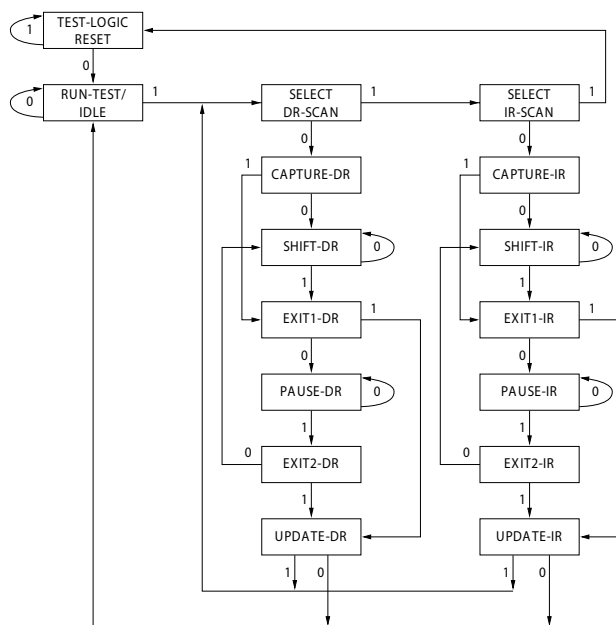 TEST-LOGIC
RESET
1
0
RUN-TEST/
IDLE
0
1
SELECT
DR-SCAN
1
SELECT
IR-SCAN
1
0
0
CAPTURE-DR
1
CAPTURE-IR
1
0
0
SHIFT-DR
0
SHIFT-IR
0
1
1
EXIT1-DR
1
EXIT1-IR
1
0
0
PAUSE-DR
0
PAUSE-IR
0
1
1
EXIT2-DR
0
EXIT2-IR
0
1
1
UPDATE-DR
UPDATE-IR
1
0
1
0